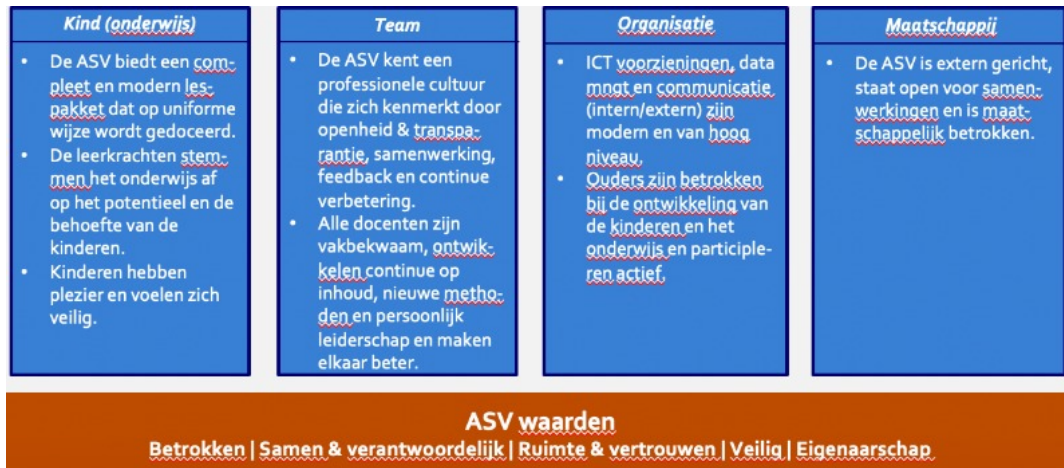 Kind (onderwijs)
• De ASV biedt een com-
pleet en modern les-
pakket dat op uniforme
wijze wordt gedoceerd.
• De leerkrachten stem-
men het onderwijs af
op het potentieel en de
behoefte van de
kinderen.
• Kinderen hebben
plezier en voelen zich
veilig.
Team
• De ASV kent een
professionele cultuur
die zich kenmerkt door
openheid & transpa-
rantie, samenwerking,
feedback en continue
verbetering.
• Alle docenten zijn
vakbekwaam, ontwik-
kelen continue op
inhoud, nieuwe metho-
den en persoonlijk
leiderschap en maken
elkaar beter.
Organisatie
• ICT voorzieningen, data
mngt en communicatie
(intern/extern) zijn
modern en van hoog
niveau.
• Ouders zijn betrokken
bij de ontwikkeling van
de kinderen en het
onderwijs en participle-
ren actief.
Maatschappij
• De ASV is extern gericht,
staat open voor samen-
werkingen en is maat-
schappelijk betrokken.
ASV waarden
Betrokken | Samen & verantwoordelijk | Ruimte & vertrouwen | Veilig | Eigenaarschap